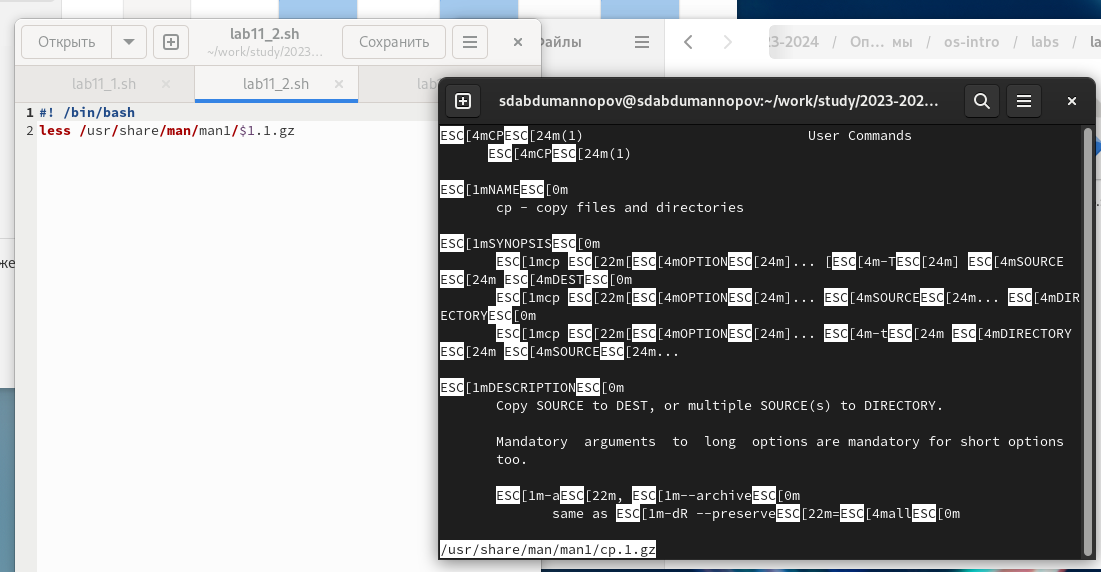 Открыть
lab11_2.sh
~/work/study/2023...
Сохранить
Файлы
3-2024 / Оп... мы / os-intro / labs / la
lab11_1.sh
lab11_2.sh
lab
1 #! /bin/bash
2 less /usr/share/man/man1/$1.1.gz
же
sdabdumannopov@sdabdumannopov:~/work/study/2023-202...
ESC[4mCPESC[24m(1) User Commands
ESC[4mCPESC[24m(1)
ESC[1mNAMEESC[0m
cp - copy files and directories
ESC[1mSYNOPSISESC[0m
ESC[1mcp ESC[22m[ESC[4mOPTIONESC[24m]... [ESC[4m-TESC[24m] ESC[4mSOURCE
ESC[24m ESC[4mDESTESC[0m
ESC[1mcp ESC[22m[ESC[4mOPTIONESC[24m]... ESC[4mSOURCEESC[24m... ESC[4mDIR
ECTORYESC[0m
ESC[1mcp ESC[22m[ESC[4mOPTIONESC[24m]... ESC[4m-tESC[24m ESC[4mDIRECTORY
ESC[24m ESC[4mSOURCEESC[24m...
ESC[1mDESCRIPTIONESC[0m
Copy SOURCE to DEST, or multiple SOURCE(s) to DIRECTORY.
Mandatory arguments to long options are mandatory for short options
too.
ESC[1m-aESC[22m, ESC[1m--archiveESC[0m
same as ESC[1m-dR --preserveESC[22m=ESC[4mallESC[0m
/usr/share/man/man1/cp.1.gz